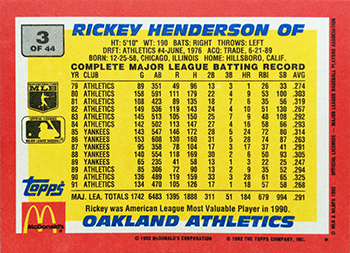 3
OF 44
RICKEY HENDERSON OF
HT: 5'10" WT: 190 BATS: RIGHT THROWS: LEFT
DRFT: ATHLETICS #4-JUNE, 1976 ACQ: TRADE, 6-21-89
BORN: 12-25-58, CHICAGO, ILLINOIS HOME: HILLSBORO, CALIF.
COMPLETE MAJOR LEAGUE BATTING RECORD
YR CLUB G AB R H 2B 3B HR RBI SB AVG
79 ATHLETICS 89 351 49 96 13 3 1 26 33 .274
80 ATHLETICS 158 591 111 179 22 4 9 53 100 .303
81 ATHLETICS 108 423 89 135 18 7 6 35 56 .319
82 ATHLETICS 149 536 119 143 24 4 10 51 130 .267
83 ATHLETICS 145 513 105 150 25 7 9 48 108 .292
84 ATHLETICS 142 502 113 147 27 4 16 58 66 .293
85 YANKEES 143 547 146 172 28 5 24 72 80 .314
86 YANKEES 153 608 130 160 31 5 28 74 87 .263
87 YANKEES 95 358 78 104 17 3 17 37 41 .291
88 YANKEES 140 554 118 169 30 2 6 50 93 .305
89 YANKEES 65 235 41 58 13 1 3 22 25 .247
89 ATHLETICS 85 306 72 90 13 2 9 35 52 .294
90 ATHLETICS 136 489 119 159 33 3 28 61 65 .325
91 ATHLETICS 134 470 105 126 17 1 18 57 58 .268
MAJ. LEA. TOTALS 1742 6483 1395 1888 311 51 184 679 994 .291
Rickey was American League Most Valuable Player in 1990.
OAKLAND ATHLETICS
MLB
MAJOR LEAGUE BASEBALL
Topps
McDonald's
© 1992 McDONALD'S CORPORATION © 1992 THE TOPPS COMPANY, INC.
OFFICIAL LICENSEE - MAJOR LEAGUE BASEBALL PLAYERS ASSOCIATION
© MLBPA 1992